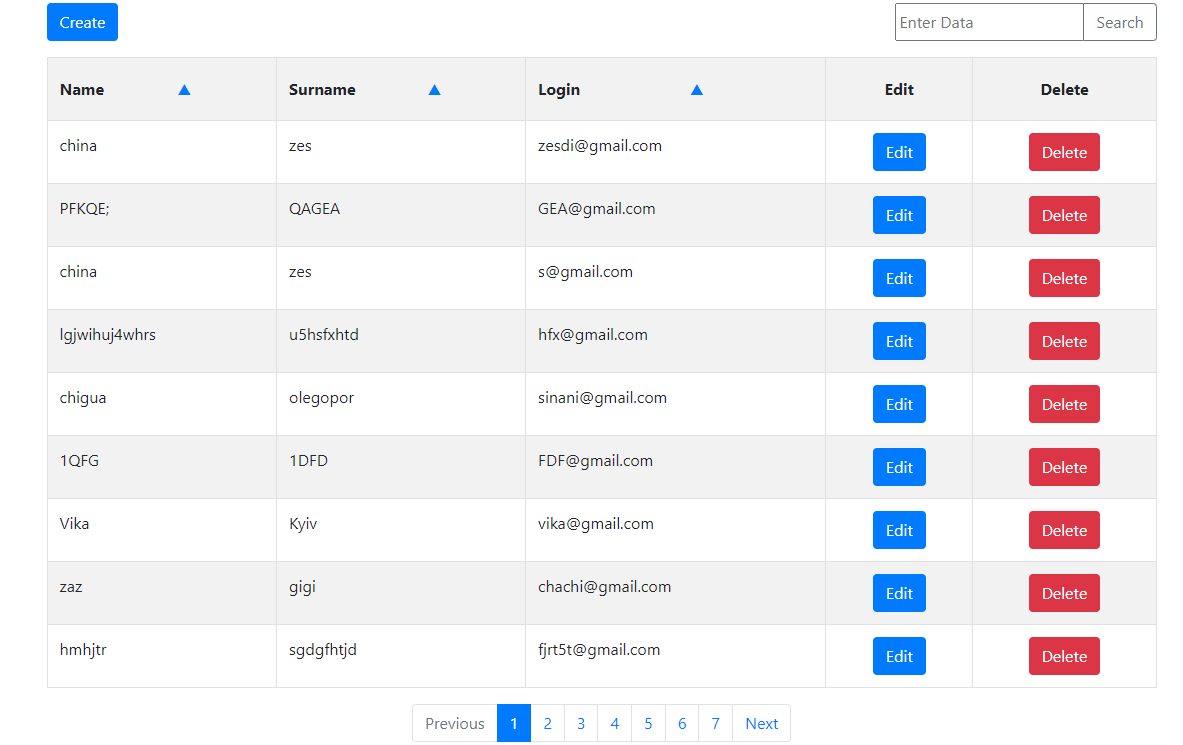 Create Enter Data Search
Name ▲ Surname ▲ Login ▲ Edit Delete
china zes zesdi@gmail.com Edit Delete
PFKQE; QAGEA GEA@gmail.com Edit Delete
china zes s@gmail.com Edit Delete
lgjwihuj4whrs u5hsfxhtd hfx@gmail.com Edit Delete
chigua olegopor sinani@gmail.com Edit Delete
1QFG 1DFD FDF@gmail.com Edit Delete
Vika Kyiv vika@gmail.com Edit Delete
zaz gigi chachi@gmail.com Edit Delete
hmhjtr sgdgfhtjd fjrt5t@gmail.com Edit Delete
Previous 1 2 3 4 5 6 7 Next